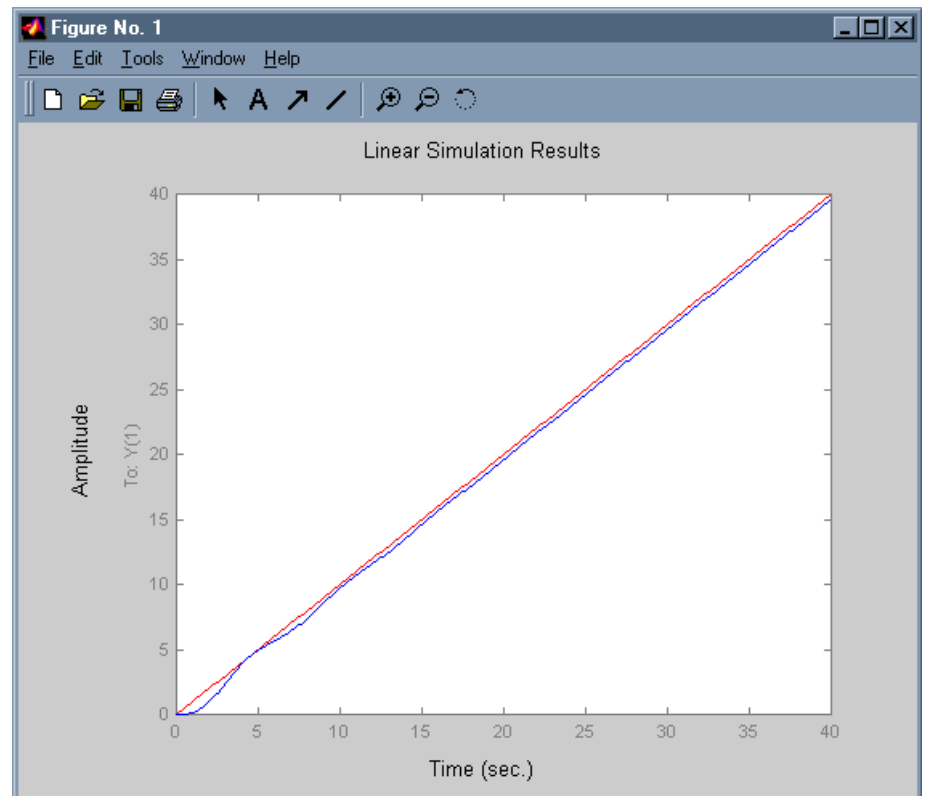 Figure No. 1
File Edit Tools Window Help
A
Linear Simulation Results
40
35
30
25
20
15
10
5
0
Amplitude
To: Y(1)
0 5 10 15 20 25 30 35 40
Time (sec.)